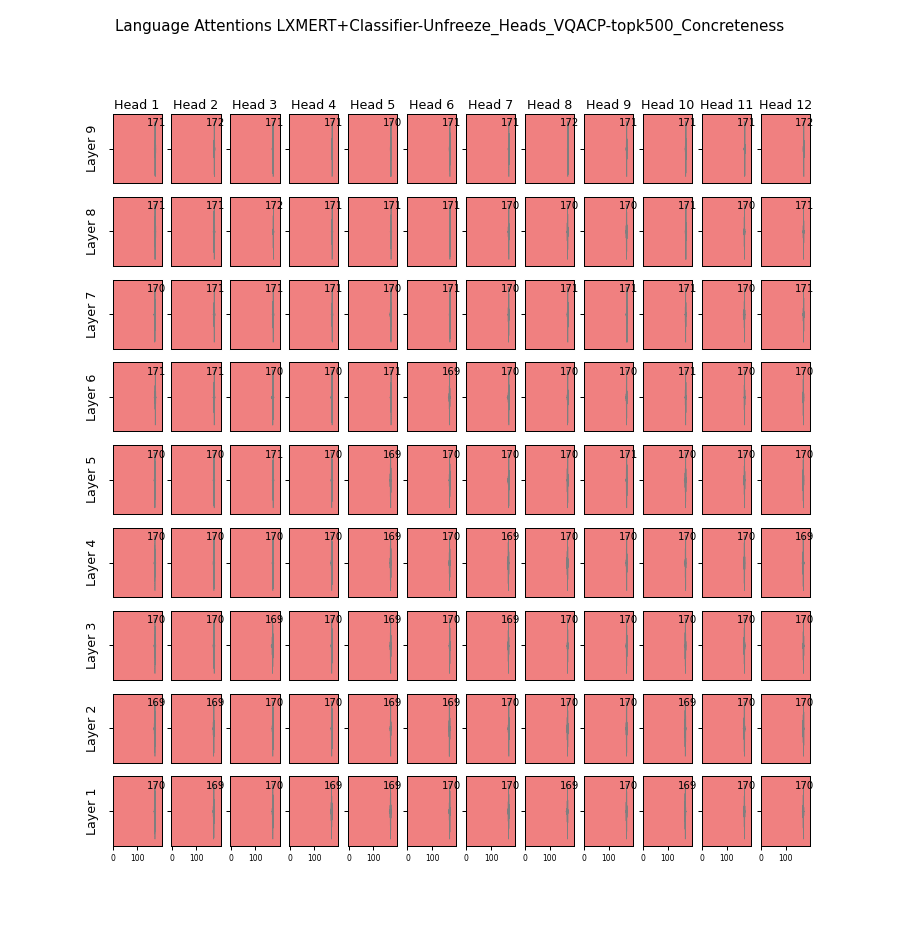 Language Attentions LXMERT+Classifier-Unfreeze_Heads_VQACP-topk500_Concreteness
Head 1 Head 2 Head 3 Head 4 Head 5 Head 6 Head 7 Head 8 Head 9 Head 10 Head 11 Head 12
Layer 9 171 172 171 171 170 171 171 172 171 171 171 172
Layer 8 171 171 172 171 171 171 170 170 170 171 170 171
Layer 7 170 171 171 171 170 171 170 171 171 171 170 171
Layer 6 171 171 170 170 171 169 170 170 170 171 170 170
Layer 5 170 170 171 170 169 170 170 170 171 170 170 170
Layer 4 170 170 170 170 169 170 169 170 170 170 170 169
Layer 3 170 170 169 170 169 170 169 170 170 170 170 170
Layer 2 169 169 170 170 169 169 170 170 170 169 170 170
Layer 1 170 169 170 169 169 170 170 169 170 169 170 170
0 100 0 100 0 100 0 100 0 100 0 100 0 100 0 100 0 100 0 100 0 100 0 100